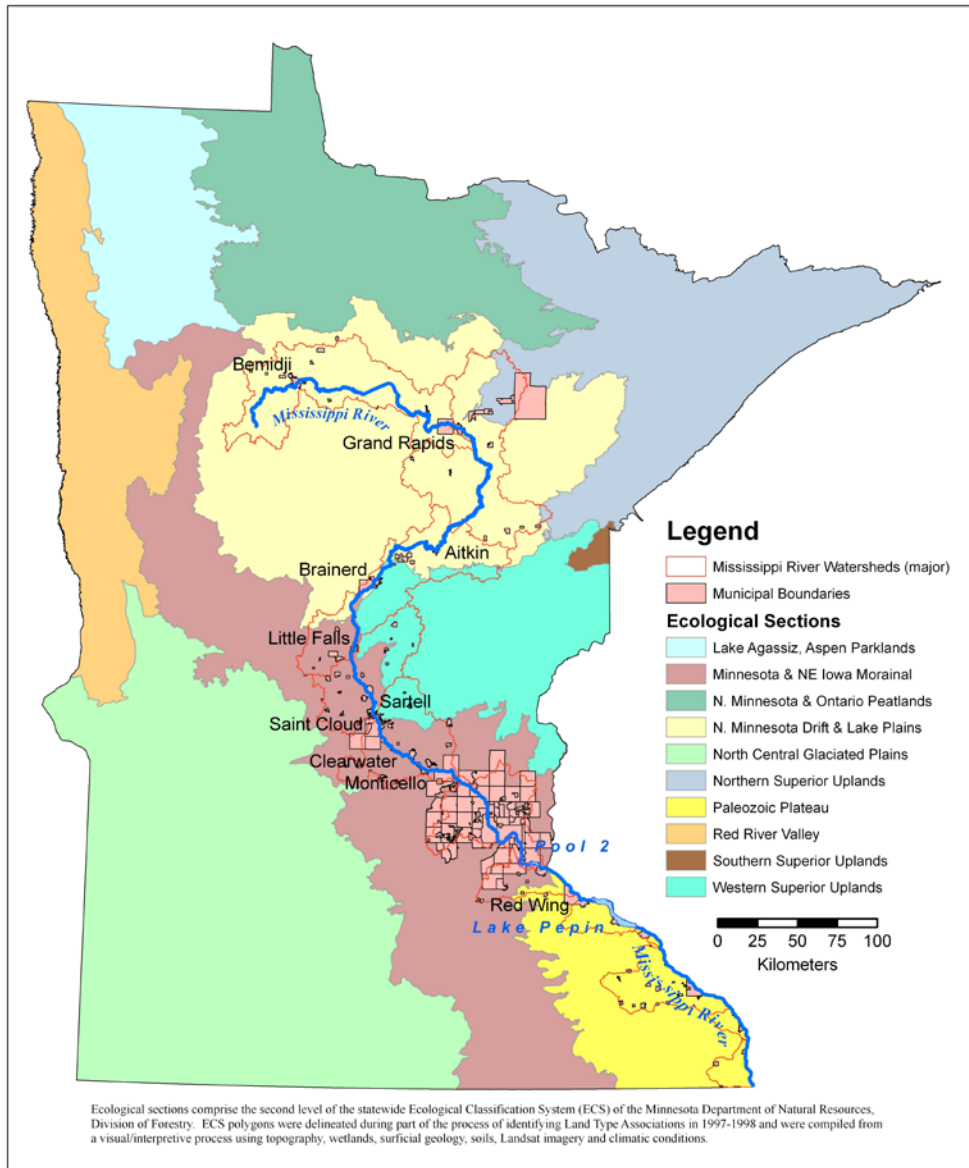 Bemidji
Mississippi River
Grand Rapids
Aitkin
Brainerd
Little Falls
Sartell
Saint Cloud
Clearwater
Monticello
Pool 2
Red Wing
Lake Pepin
Mississippi River
Legend
Mississippi River Watersheds (major)
Municipal Boundaries
Ecological Sections
Lake Agassiz, Aspen Parklands
Minnesota & NE Iowa Morainal
N. Minnesota & Ontario Peatlands
N. Minnesota Drift & Lake Plains
North Central Glaciated Plains
Northern Superior Uplands
Paleozoic Plateau
Red River Valley
Southern Superior Uplands
Western Superior Uplands
0 25 50 75 100
Kilometers
Ecological sections comprise the second level of the statewide Ecological Classification System (ECS) of the Minnesota Department of Natural Resources,
Division of Forestry. ECS polygons were delineated during part of the process of identifying Land Type Associations in 1997-1998 and were compiled from
a visual/interpretive process using topography, wetlands, surficial geology, soils, Landsat imagery and climatic conditions.